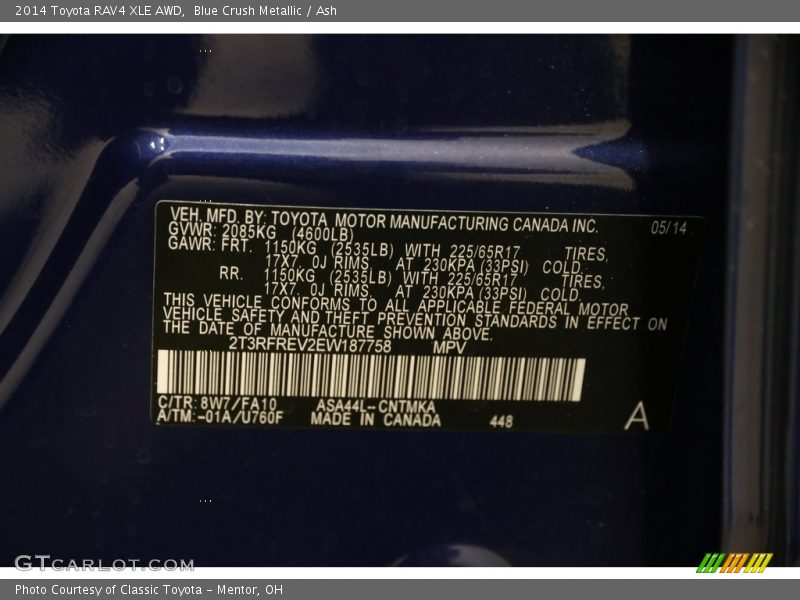 2014 Toyota RAV4 XLE AWD,  Blue Crush Metallic / Ash
VEH. MFD. BY: TOYOTA MOTOR MANUFACTURING CANADA INC. 05/14
GVWR: 2085KG (4600LB)
GAWR: FRT. 1150KG (2535LB) WITH 225/65R17 TIRES,
17X7.0J RIMS, AT 230KPA (33PSI) COLD.
RR. 1150KG (2535LB) WITH 225/65R17 TIRES,
17X7.0J RIMS, AT 230KPA (33PSI) COLD.
THIS VEHICLE CONFORMS TO ALL APPLICABLE FEDERAL MOTOR
VEHICLE SAFETY AND THEFT PREVENTION STANDARDS IN EFFECT ON
THE DATE OF MANUFACTURE SHOWN ABOVE.
2T3RFREV2EW187758 MPV
C/TR: 8W7/FA10 ASA44L-CNTMKA
A/TM: -01A/U760F MADE IN CANADA 448 A
GTCARLOT.COM
Photo Courtesy of Classic Toyota - Mentor, OH